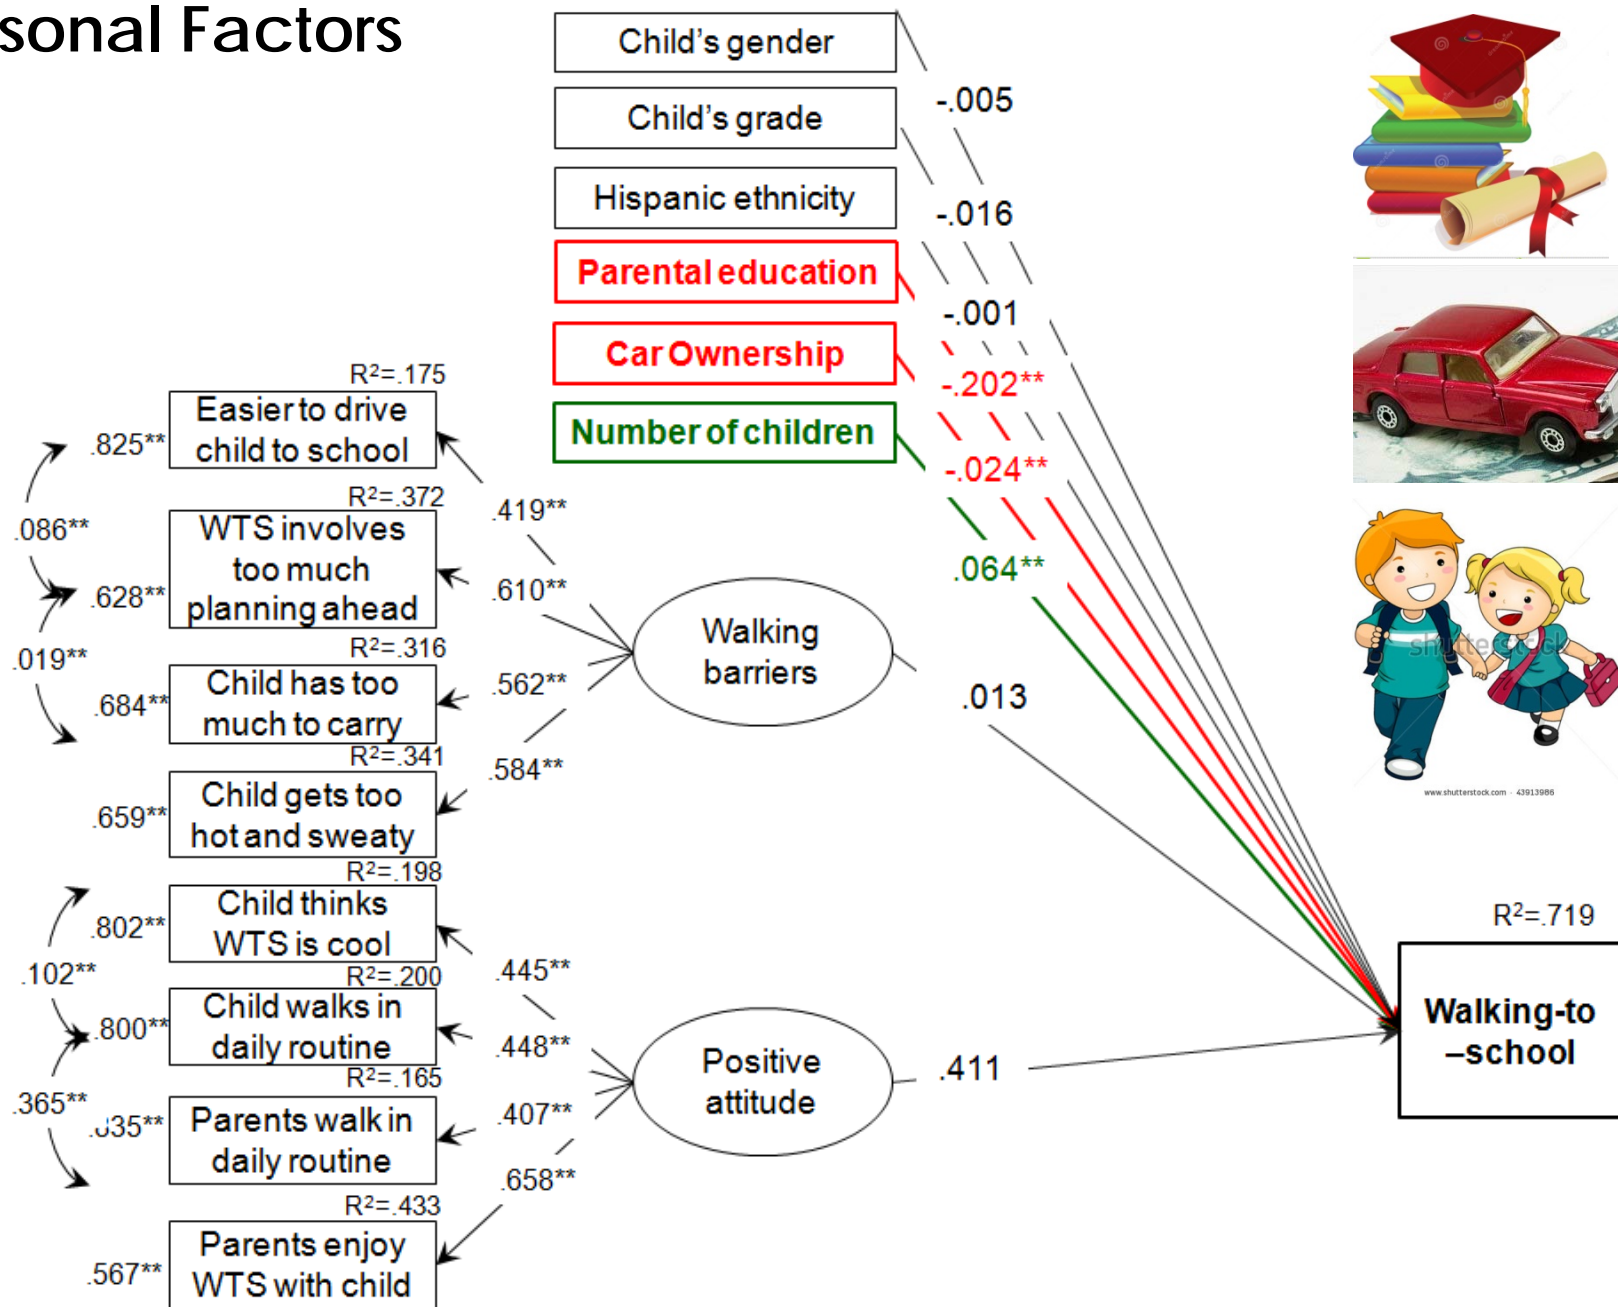 sonal Factors
Child's gender
-.005
Child's grade
Hispanic ethnicity
-.016
Parental education
-.001
Car Ownership
-.202**
Number of children
-.024**
.064**
R²=.175
Easier to drive
child to school
.825**
.086**
R²=.372
WTS involves
too much
planning ahead
.628**
.019**
R²=.316
Child has too
much to carry
.684**
R²=.341
Child gets too
hot and sweaty
.659**
.419**
.610**
.562**
.584**
Walking
barriers
.013
R²=.198
Child thinks
WTS is cool
.802**
.102**
R²=.200
Child walks in
daily routine
.800**
.365**
R²=.165
Parents walk in
daily routine
R²=.433
Parents enjoy
WTS with child
.567**
.445**
.448**
.407**
.658**
Positive
attitude
.411
R²=.719
Walking-to
–school
shutterstock
www.shutterstock.com · 43913986